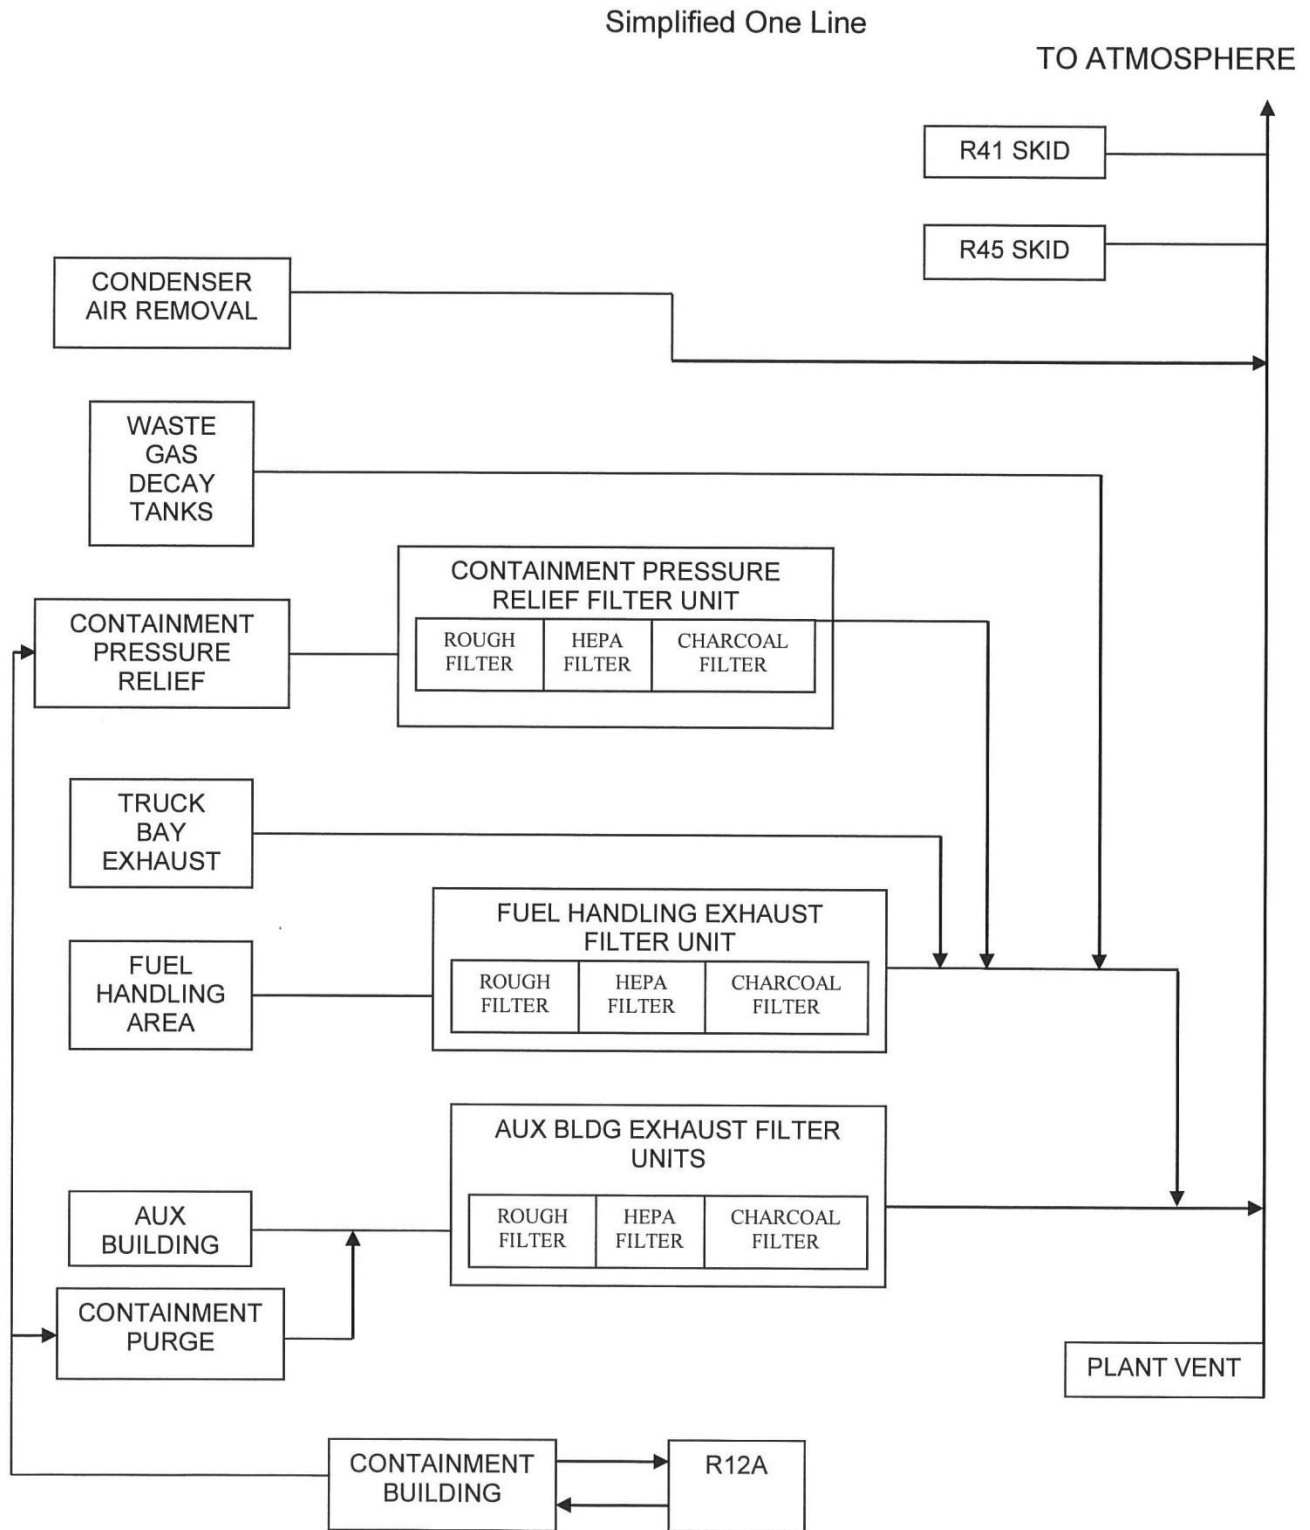 Simplified One Line
TO ATMOSPHERE
R41 SKID
R45 SKID
CONDENSER
AIR REMOVAL
WASTE
GAS
DECAY
TANKS
CONTAINMENT PRESSURE
RELIEF FILTER UNIT
ROUGH
FILTER
HEPA
FILTER
CHARCOAL
FILTER
CONTAINMENT
PRESSURE
RELIEF
TRUCK
BAY
EXHAUST
FUEL HANDLING EXHAUST
FILTER UNIT
ROUGH
FILTER
HEPA
FILTER
CHARCOAL
FILTER
FUEL
HANDLING
AREA
AUX BLDG EXHAUST FILTER
UNITS
ROUGH
FILTER
HEPA
FILTER
CHARCOAL
FILTER
AUX
BUILDING
CONTAINMENT
PURGE
PLANT VENT
CONTAINMENT
BUILDING
R12A